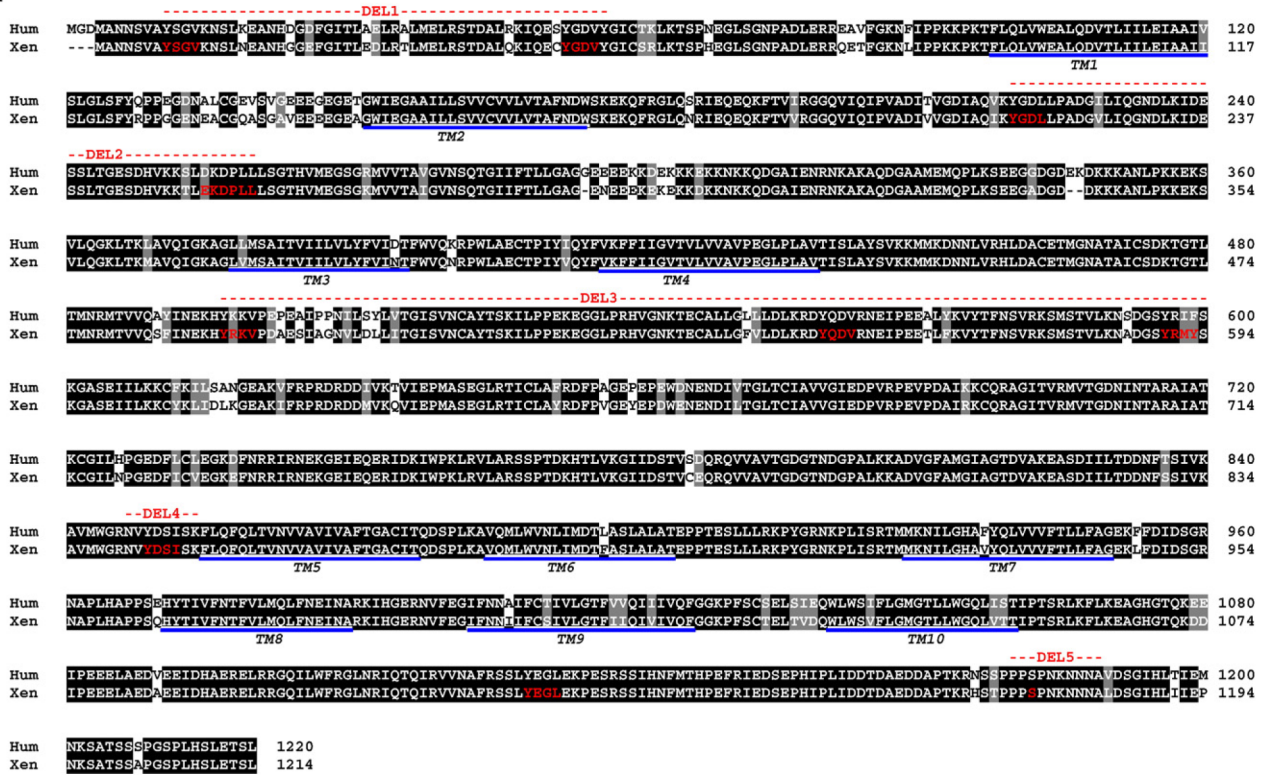 ------------------DEL1---------------------
Hum MGDMANNSVAYSGVKNSLKEANHDGDFGITLAELRALMELRSTDALRKIQESYGDVYGICTKLKTSPNEGLSGNPADLERREAVFGKNFIPPKKPKTFLQLVWEALQDVTLIILEIAAIV 120
Xen ---MANNSVAYSGVKNSLNEANHGGEFGITLEDLRTLMELRSTDALQKIQECYGDVYGICSRLKTSPHEGLSGNPADLERRQETFGKNLIPPKKPKTFLQLVWEALQDVTLIILEIAAII 117
TM1
Hum SLGLSFYQPPEGDNALCGEVSVGEEEGEGETGWIEGAAILLSVVCVVLVTAFNDWSKEKQFRGLQSRIEQEQKFTVIRGGQVIQIPVADITVGDIAQVKYGDLLPADGILIQGNDLKIDE 240
Xen SLGLSFYRPPGGENEACGQASGAVEEEEGEAGWIEGAAILLSVVCVVLVTAFNDWSKEKQFRGLQNRIEQEQKFTVVRGGQVIQIPVADIVVGDIAQIKYGDLLPADGVLIQGNDLKIDE 237
TM2
--DEL2--------------
Hum SSLTGESDHVKKSLDKDPLLLSGTHVMEGSGRMVVTAVGVNSQTGIIFTLLGAGGEEEEKKDEKKKEKKNKKQDGAIENRNKAKAQDGAAMEMQPLKSEEGGDGDEKDKKKANLPKKEKS 360
Xen SSLTGESDHVKKTLEKDPLLLSGTHVMEGSGKMVVTAIGVNSQTGIIFTLLGAG-ENEEEKEKEKKDKKNKKQDGAIENRNKAKAQDGAAMEMQPLKSEEGADGD--DKKKANLPKKEKS 354
Hum VLQGKLTKLAVQIGKAGLLMSAITVIILVLYFVIDTFWVQKRPWLAECTPIYIQYFVKFFIIGVTVLVVAVPEGLPLAVTISLAYSVKKMMKDNNLVRHLDACETMGNATAICSDKTGTL 480
Xen VLQGKLTKMAVQIGKAGLVMSAITVIILVLYFVINTFWVQNRPWLAECTPIYVQYFVKFFIIGVTVLVVAVPEGLPLAVTISLAYSVKKMMKDNNLVRHLDACETMGNATAICSDKTGTL 474
TM3 TM4
---------------------------------DEL3---------------------------------------------------------
Hum TMNRMTVVQAYINEKHYKKVPEPEAIPPNILSYLVTGISVNCAYTSKILPPEKEGGLPRHVGNKTECALLGLLLDLKRDYQDVRNEIPEEALYKVYTFNSVRKSMSTVLKNSDGSYRIFS 600
Xen TMNRMTVVQSFINEKHYRKVPDAESIAGNVLDLLITGISVNCAYTSKILPPEKEGGLPRHVGNKTECALLGFVLDLKRDYQDVRNEIPEETLFKVYTFNSVRKSMSTVLKNADGSYRMYS 594
Hum KGASEIILKKCFKILSANGEAKVFRPRDRDDIVKTVIEPMASEGLRTICLAFRDFPAGEPEPEWDNENDIVTGLTCIAVVGIEDPVRPEVPDAIKKCQRAGITVRMVTGDNINTARAIAT 720
Xen KGASEIILKKCYKLIDLKGEAKIFRPRDRDDMVKQVIEPMASEGLRTICLAYRDFPVGEYEPDWENENDILTGLTCIAVVGIEDPVRPEVPDAIRKCQRAGITVRMVTGDNINTARAIAT 714
Hum KCGILHPGEDFLCLEGKDFNRRIRNEKGEIEQERIDKIWPKLRVLARSSPTDKHTLVKGIIDSTVSDQRQVVAVTGDGTNDGPALKKADVGFAMGIAGTDVAKEASDIILTDDNFTSIVK 840
Xen KCGILNPGEDFICVEGKEFNRRIRNEKGEIEQERIDKIWPKLRVLARSSPTDKHTLVKGIIDSTVCEQRQVVAVTGDGTNDGPALKKADVGFAMGIAGTDVAKEASDIILTDDNFSSIVK 834
--DEL4--
Hum AVMWGRNVYDSISKFLQFQLTVNVVAVIVAFTGACITQDSPLKAVQMLWVNLIMDTLASLALATEPPTESLLLRKPYGRNKPLISRTMMKNILGHAFYQLVVVFTLLFAGEKFFDIDSGR 960
Xen AVMWGRNVYDSISKFLQFQLTVNVVAVIVAFTGACITQDSPLKAVQMLWVNLIMDTFASLALATEPPTESLLLRKPYGRNKPLISRTMMKNILGHAVYQLVVVFTLLFAGEKLFDIDSGR 954
TM5 TM6 TM7
Hum NAPLHAPPSEHYTIVFNTFVLMQLFNEINARKIHGERNVFEGIFNNAIFCTIVLGTFVVQIIIVQFGGKPFSCSELSIEQWLWSIFLGMGTLLWGQLISTIPTSRLKFLKEAGHGTQKEE 1080
Xen NAPLHAPPSQHYTIVFNTFVLMQLFNEINARKIHGERNVFEGIFNNIIFCSIVLGTFIIQIVIVQFGGKPFSCTELTVDQWLWSVFLGMGTLLWGQLVTTIPTSRLKFLKEAGHGTQKDD 1074
TM8 TM9 TM10
---DEL5---
Hum IPEEELAEDVEEIDHAERELRRGQILWFRGLNRIQTQIRVVNAFRSSLYEGLEKPESRSSIHNFMTHPEFRIEDSEPHIPLIDDTDAEDDAPTKRNSSPPPSPNKNNNAVDSGIHLTIEM 1200
Xen IPEEELAEDAEEIDHAERELRRGQILWFRGLNRIQTQIRVVNAFRSSLYEGLEKPESRSSIHNFMTHPEFRIEDSEPHIPLIDDTDAEDDAPTKRHSTPPPSPNKNNNALDSGIHLIIEP 1194
Hum NKSATSSSPGSPLHSLETSL 1220
Xen NKSATSSAPGSPLHSLETSL 1214